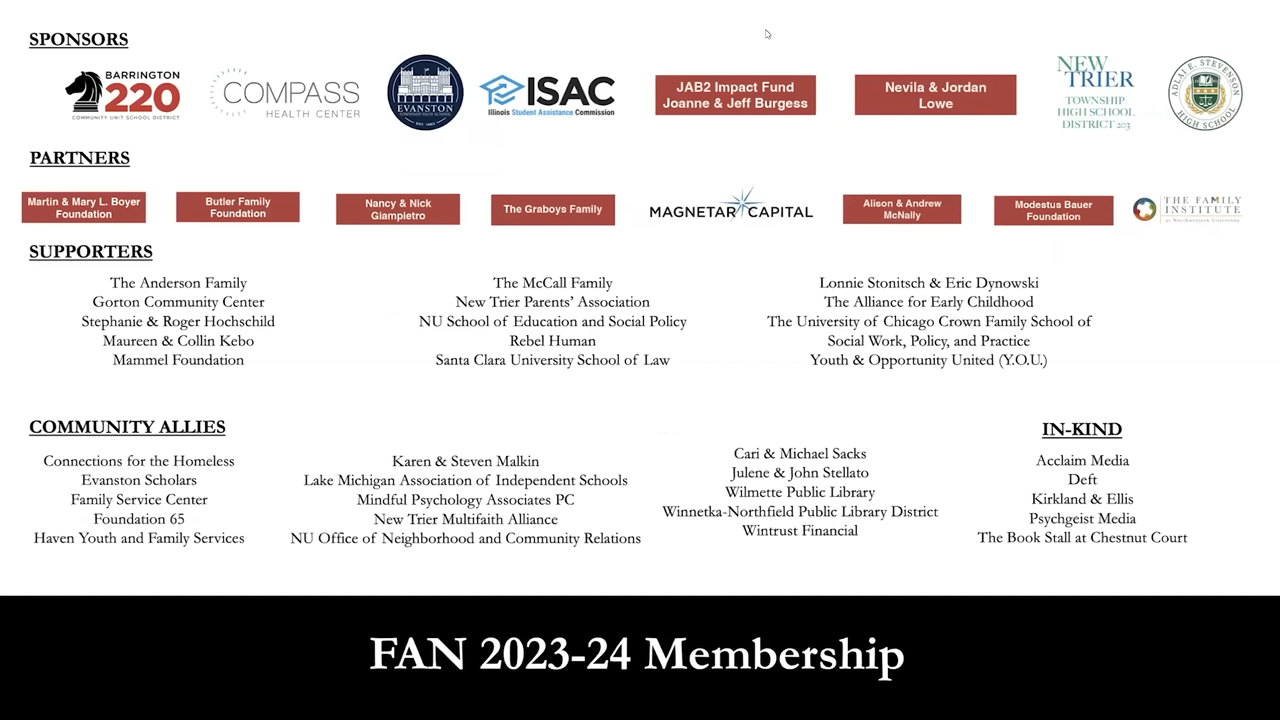 SPONSORS
BARRINGTON
220
COMMUNITY UNIT SCHOOL DISTRICT
COMPASS
HEALTH CENTER
EVANSTON
ISAC
Illinois Student Assistance Commission
JAB2 Impact Fund
Joanne & Jeff Burgess
Nevila & Jordan
Lowe
NEW
TRIER
TOWNSHIP
HIGH SCHOOL
DISTRICT 203
ADLAI E. STEVENSON
HIGH SCHOOL
PARTNERS
Martin & Mary L. Boyer
Foundation
Butler Family
Foundation
Nancy & Nick
Giampietro
The Graboys Family
MAGNETAR CAPITAL
Alison & Andrew
McNally
Modestus Bauer
Foundation
THE FAMILY
INSTITUTE
at Northwestern University
SUPPORTERS
The Anderson Family
Gorton Community Center
Stephanie & Roger Hochschild
Maureen & Collin Kebo
Mammel Foundation
The McCall Family
New Trier Parents’ Association
NU School of Education and Social Policy
Rebel Human
Santa Clara University School of Law
Lonnie Stonitsch & Eric Dynowski
The Alliance for Early Childhood
The University of Chicago Crown Family School of
Social Work, Policy, and Practice
Youth & Opportunity United (Y.O.U.)
COMMUNITY ALLIES
Connections for the Homeless
Evanston Scholars
Family Service Center
Foundation 65
Haven Youth and Family Services
Karen & Steven Malkin
Lake Michigan Association of Independent Schools
Mindful Psychology Associates PC
New Trier Multifaith Alliance
NU Office of Neighborhood and Community Relations
Cari & Michael Sacks
Julene & John Stellato
Wilmette Public Library
Winnetka-Northfield Public Library District
Wintrust Financial
IN-KIND
Acclaim Media
Deft
Kirkland & Ellis
Psychgeist Media
The Book Stall at Chestnut Court
FAN 2023-24 Membership